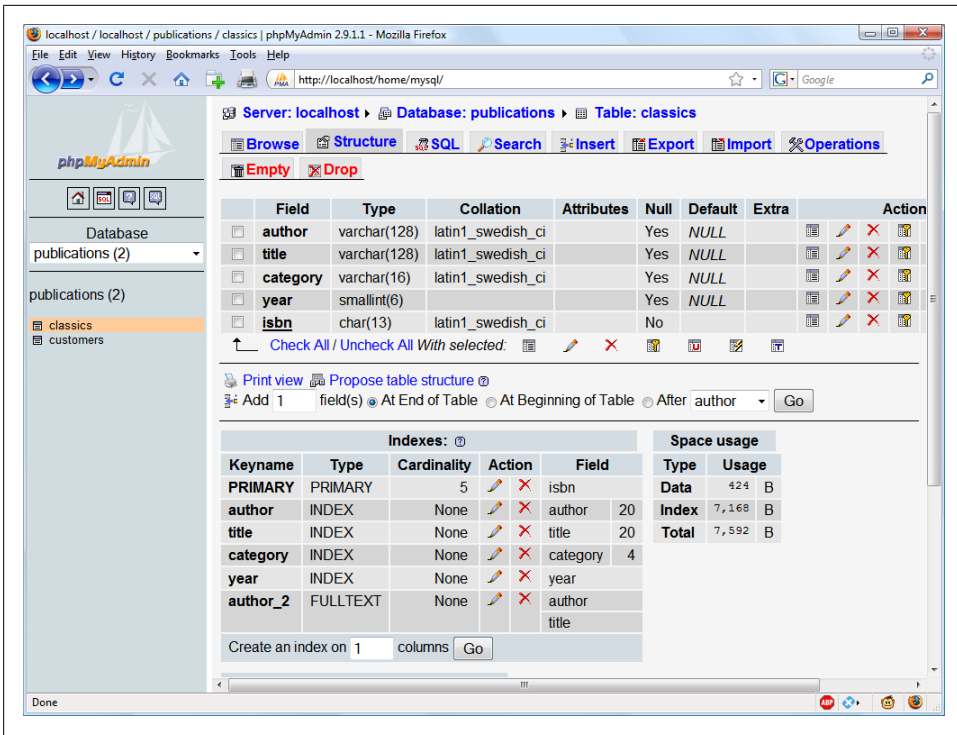 localhost / localhost / publications / classics | phpMyAdmin 2.9.1.1 - Mozilla Firefox
File Edit View History Bookmarks Tools Help
http://localhost/home/mysql/
Google
phpMyAdmin
SQL
Database
publications (2)
publications (2)
classics
customers
Server: localhost Database: publications Table: classics
Browse Structure SQL Search Insert Export Import Operations
Empty Drop
Field Type Collation Attributes Null Default Extra Action
author varchar(128) latin1_swedish_ci Yes NULL
title varchar(128) latin1_swedish_ci Yes NULL
category varchar(16) latin1_swedish_ci Yes NULL
year smallint(6) Yes NULL
isbn char(13) latin1_swedish_ci No
Check All / Uncheck All With selected:
Print view Propose table structure
Add 1 field(s) At End of Table At Beginning of Table After author Go
Indexes:
Keyname Type Cardinality Action Field
PRIMARY PRIMARY 5 isbn
author INDEX None author 20
title INDEX None title 20
category INDEX None category 4
year INDEX None year
author_2 FULLTEXT None author
title
Create an index on 1 columns Go
Space usage
Type Usage
Data 424 B
Index 7,168 B
Total 7,592 B
Done
ABP